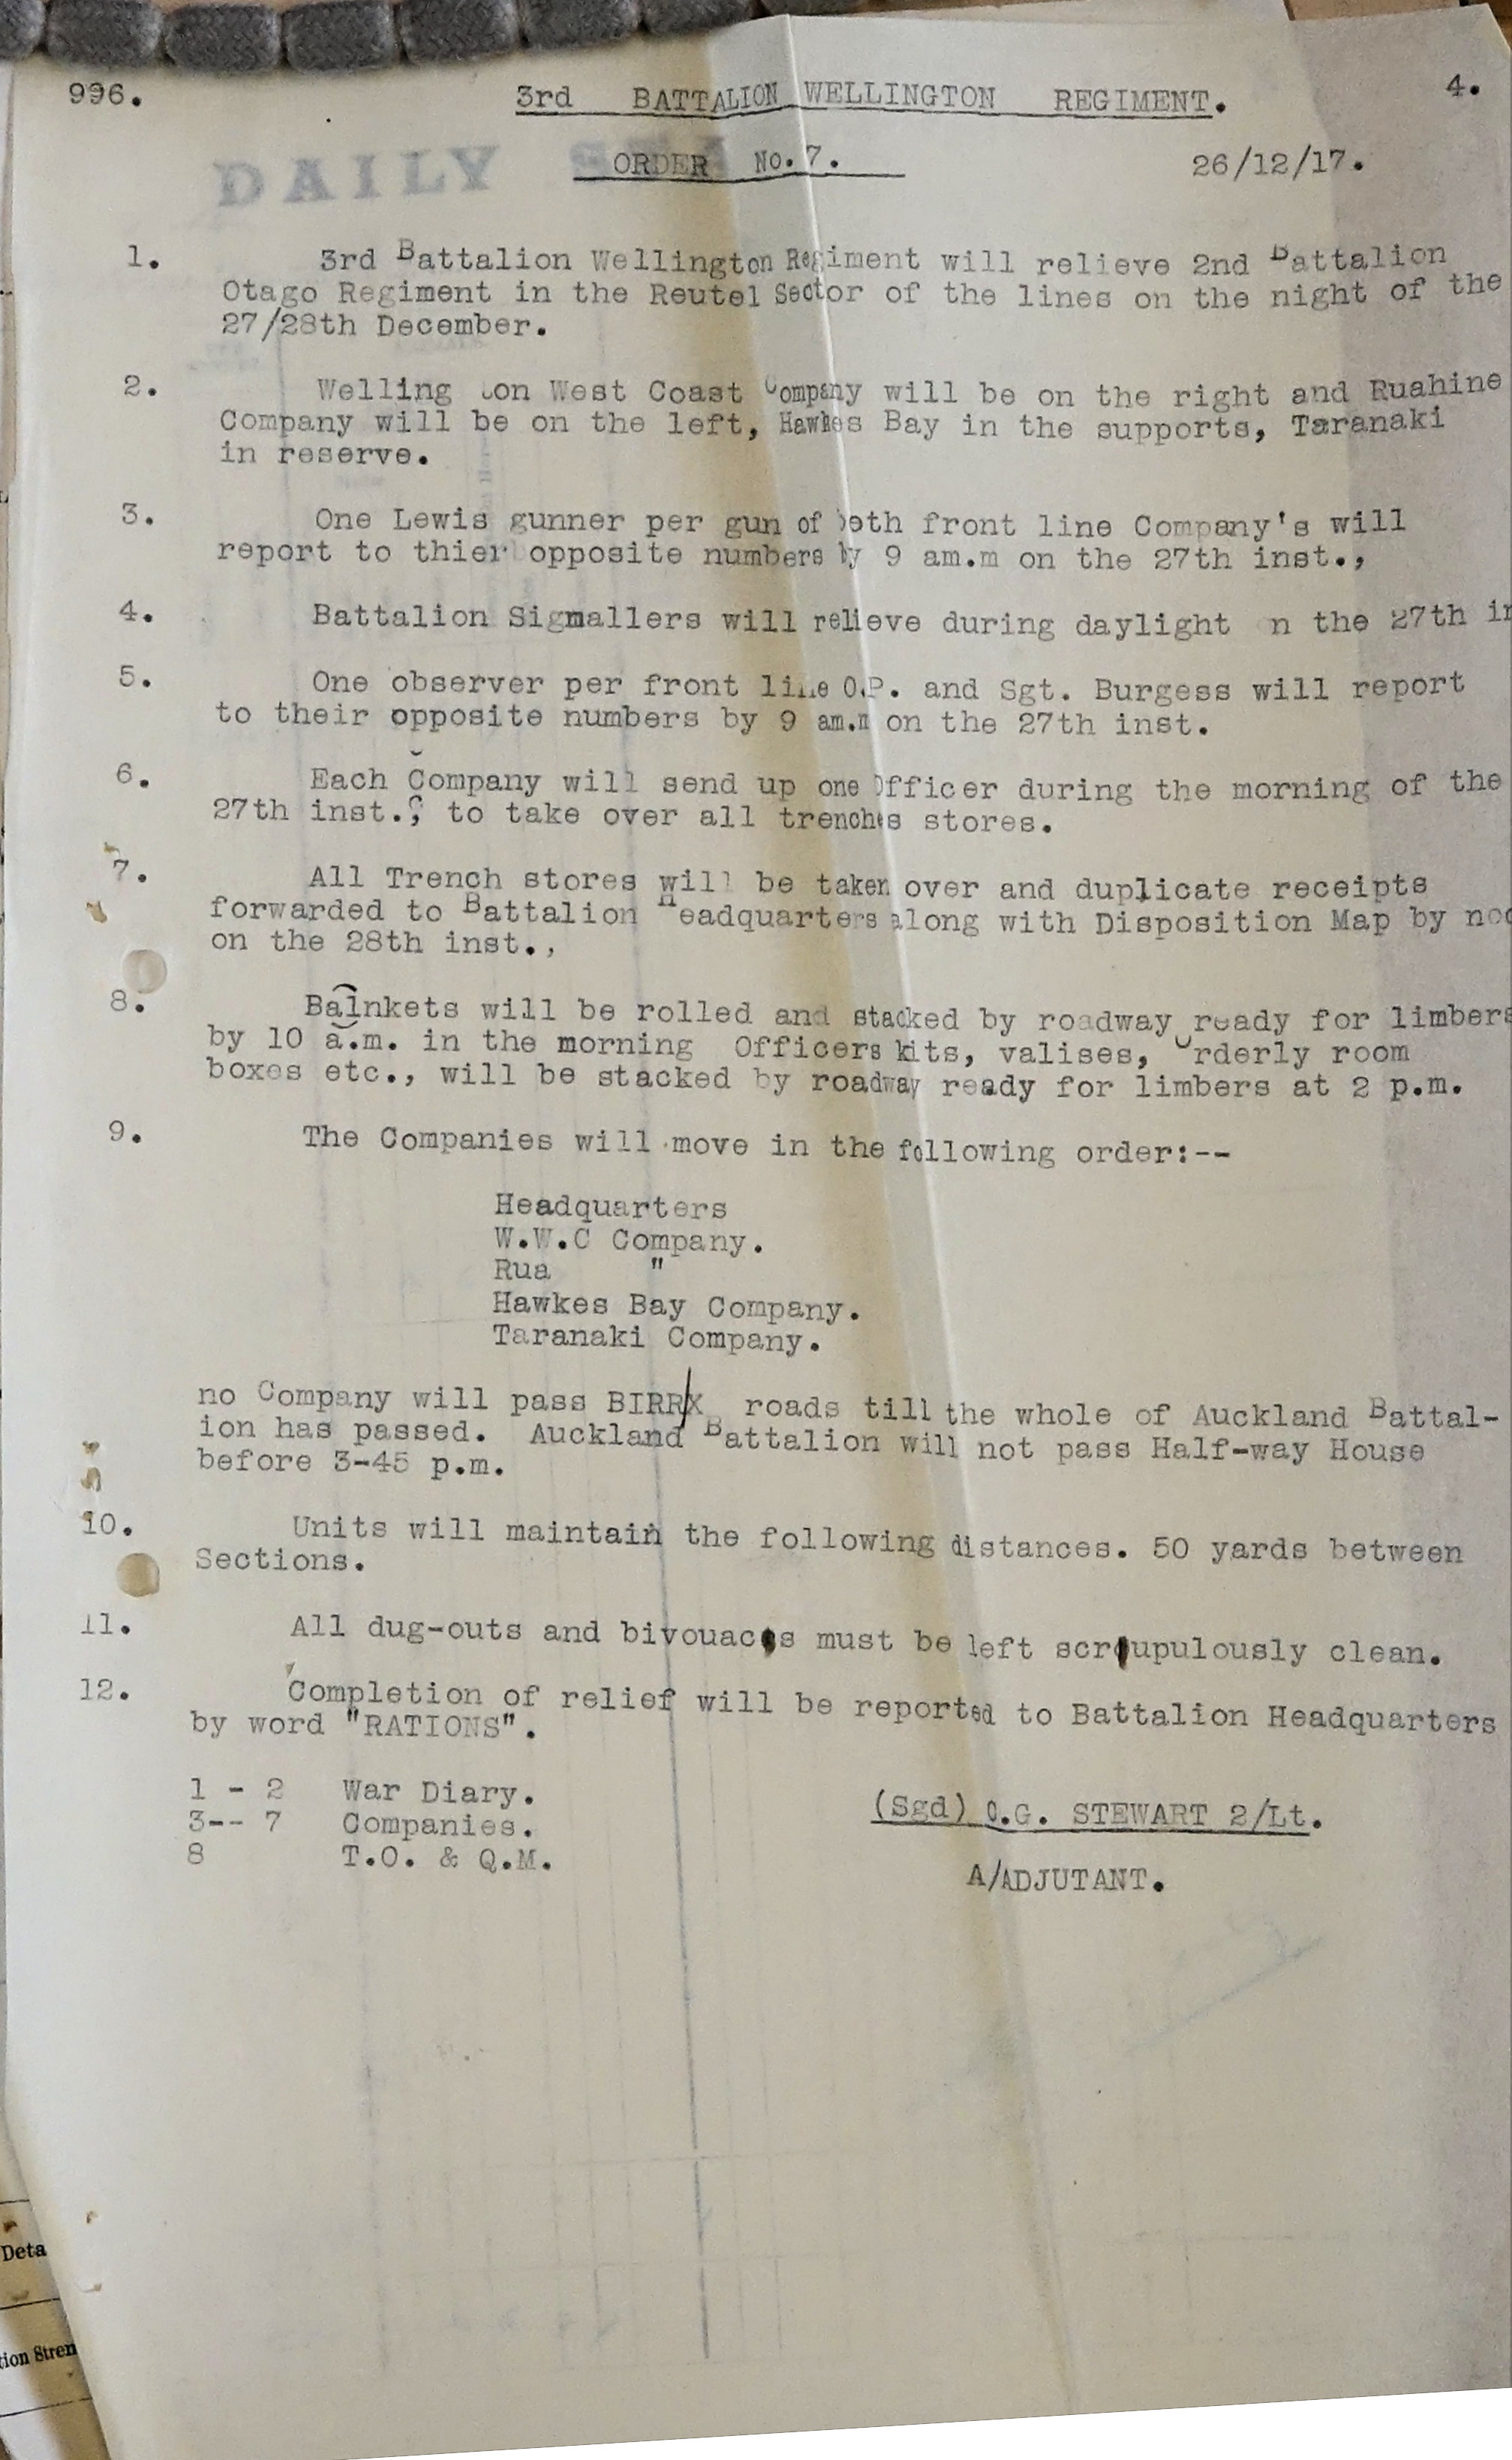 996.
3rd BATTALION WELLINGTON REGIMENT.
4.
DAILY
ORDER No. 7.
26/12/17.
1. 3rd Battalion Wellington Regiment will relieve 2nd Battalion
Otago Regiment in the Reutel Sector of the lines on the night of the
27/28th December.
2. Welling on West Coast Company will be on the right and Ruahine
Company will be on the left, Hawkes Bay in the supports, Taranaki
in reserve.
3. One Lewis gunner per gun of both front line Company's will
report to thier opposite numbers by 9 am.m on the 27th inst.,
4. Battalion Sigmallers will relieve during daylight n the 27th in
5. One observer per front line O.P. and Sgt. Burgess will report
to their opposite numbers by 9 am.m on the 27th inst.
6. Each Company will send up one Officer during the morning of the
27th inst., to take over all trenches stores.
7. All Trench stores will be taken over and duplicate receipts
forwarded to Battalion Headquarters along with Disposition Map by noo
on the 28th inst.,
8. Balnkets will be rolled and stacked by roadway ready for limbers
by 10 a.m. in the morning Officers kits, valises, Orderly room
boxes etc., will be stacked by roadway ready for limbers at 2 p.m.
9. The Companies will move in the following order:--
Headquarters
W.W.C Company.
Rua "
Hawkes Bay Company.
Taranaki Company.
no Company will pass BIRRX roads till the whole of Auckland Battal-
ion has passed. Auckland Battalion will not pass Half-way House
before 3-45 p.m.
10. Units will maintain the following distances. 50 yards between
Sections.
11. All dug-outs and bivouacs must be left scrupulously clean.
12. Completion of relief will be reported to Battalion Headquarters
by word "RATIONS".
1 - 2 War Diary.
3-- 7 Companies.
8 T.O. & Q.M.
(Sgd) C.G. STEWART 2/Lt.
A/ADJUTANT.
Deta
tion Stren